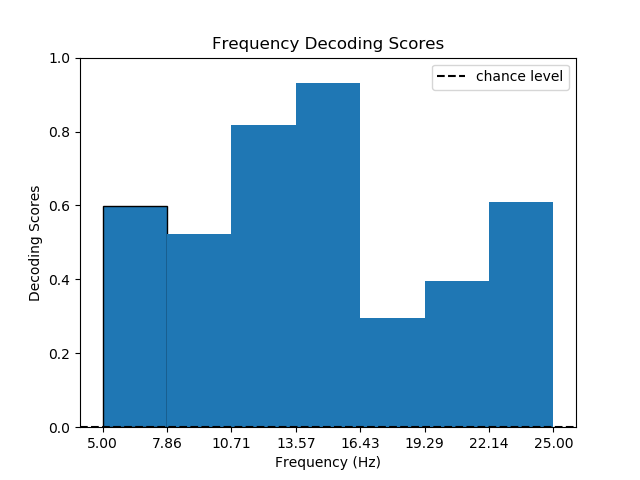 Frequency Decoding Scores
chance level
Decoding Scores
1.0
0.8
0.6
0.4
0.2
0.0
5.00 7.86 10.71 13.57 16.43 19.29 22.14 25.00
Frequency (Hz)